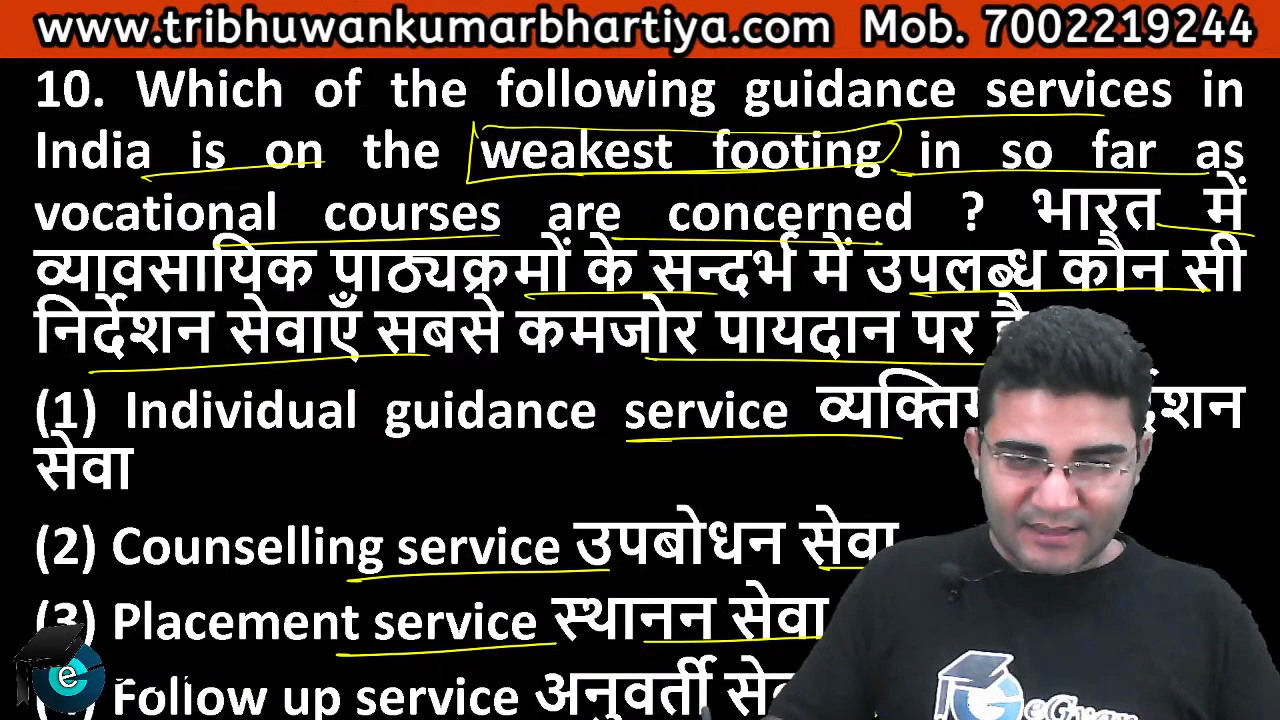 www.tribhuwankumarbhartiya.com Mob. 7002219244
10. Which of the following guidance services in
India is on the weakest footing in so far as
vocational courses are concerned ? भारत में
व्यावसायिक पाठ्यक्रमों के सन्दर्भ में उपलब्ध कौन सी
निर्देशन सेवाएँ सबसे कमजोर पायदान पर
(1) Individual guidance service
सेवा
(2) Counselling service उपबोधन सेवा
(3) Placement service स्थानन सेवा
Follow up service अनुवर्ती
e